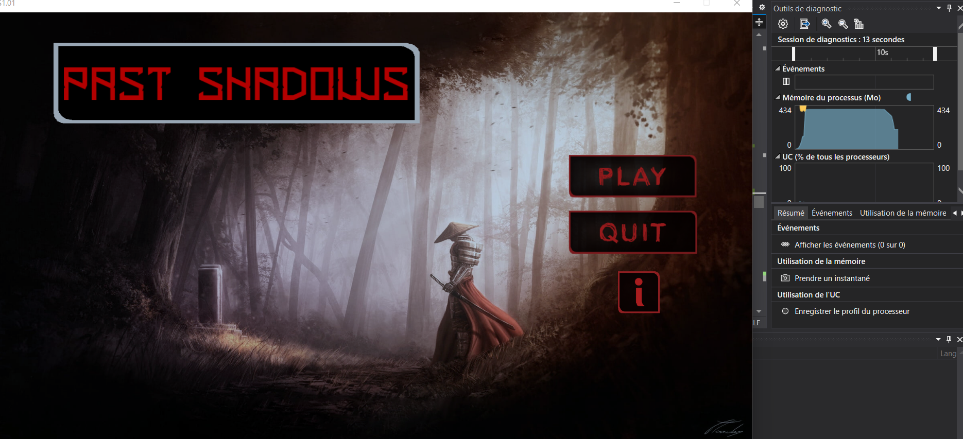 1.01
PAST SHADOWS
PLAY
QUIT
i
Outils de diagnostic
Session de diagnostics : 13 secondes
10s
Événements
Mémoire du processus (Mo)
434
434
0
0
UC (% de tous les processeurs)
100
100
Résumé
Événements
Utilisation de la mémoire
Événements
Afficher les événements (0 sur 0)
Utilisation de la mémoire
Prendre un instantané
Utilisation de l'UC
Enregistrer le profil du processeur
Lang